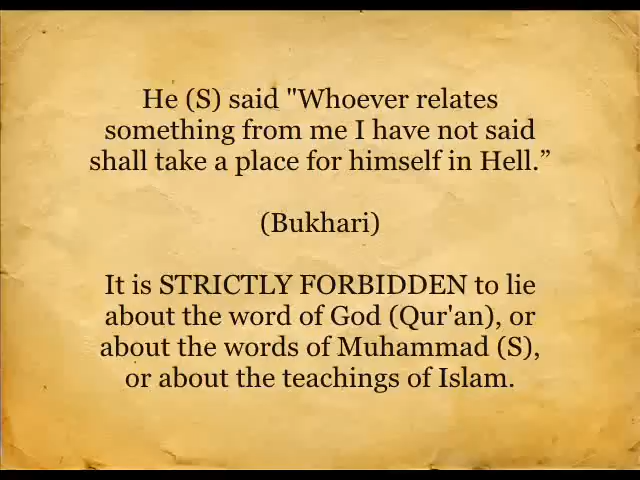 He (S) said "Whoever relates
something from me I have not said
shall take a place for himself in Hell.”
(Bukhari)
It is STRICTLY FORBIDDEN to lie
about the word of God (Qur'an), or
about the words of Muhammad (S),
or about the teachings of Islam.